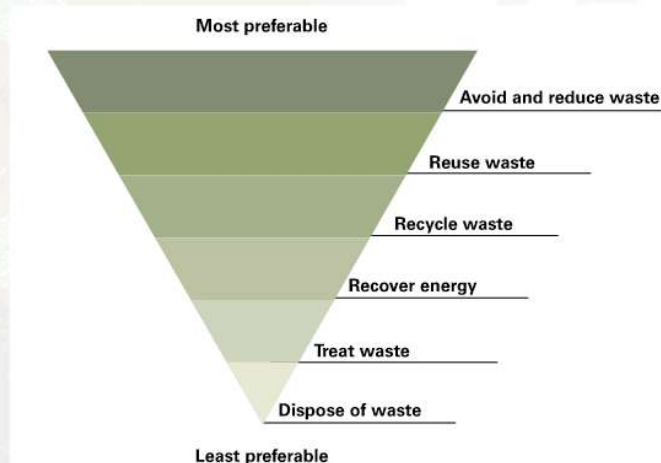 Most preferable
Avoid and reduce waste
Reuse waste
Recycle waste
Recover energy
Treat waste
Dispose of waste
Least preferable